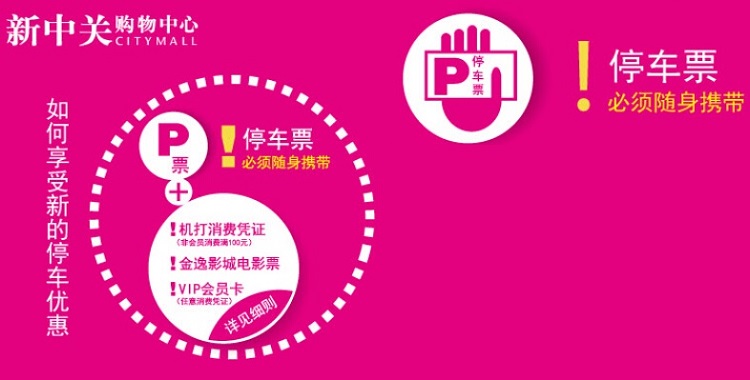 新中关购物中心
CITYMALL
如何享受新的停车优惠
P票
!停车票
必须随身携带
+
!机打消费凭证
(非会员消费满100元)
!金逸影城电影票
!VIP会员卡
(任意消费凭证)
详见细则
P停车票
!停车票
必须随身携带